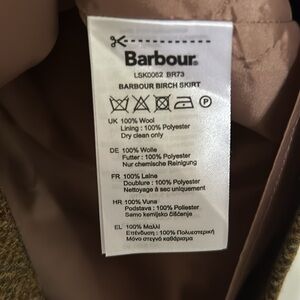 Barbour.
LSK0062 BR73
BARBOUR BIRCH SKIRT
P
UK 100% Wool
Lining : 100% Polyester
Dry clean only
DE 100% Wolle
Futter : 100% Polyester
Nur chemische Reinigung
FR 100% Laine
Doublure : 100% Polyester
Nettoyage à sec uniquement
HR 100% Vuna
Podstava : 100% Poliester
Samo kemijsko čišćenje
EL 100% Μαλλί
Επένδυση : 100% Πολυεστερική
Μόνο στεγνό καθάρισμα